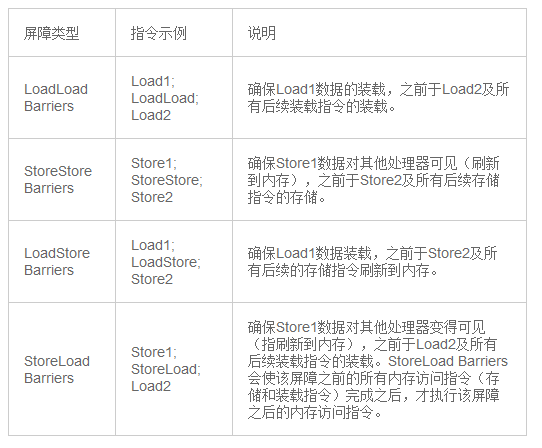 屏障类型
指令示例
说明
LoadLoad
Barriers
Load1;
LoadLoad;
Load2
确保Load1数据的装载，之前于Load2及所
有后续装载指令的装载。
StoreStore
Barriers
Store1;
StoreStore;
Store2
确保Store1数据对其他处理器可见（刷新
到内存），之前于Store2及所有后续存储
指令的存储。
LoadStore
Barriers
Load1;
LoadStore;
Store2
确保Load1数据装载，之前于Store2及所
有后续的存储指令刷新到内存。
StoreLoad
Barriers
Store1;
StoreLoad;
Load2
确保Store1数据对其他处理器变得可见
（指刷新到内存），之前于Load2及所有
后续装载指令的装载。StoreLoad Barriers
会使该屏障之前的所有内存访问指令（存
储和装载指令）完成之后，才执行该屏障
之后的内存访问指令。